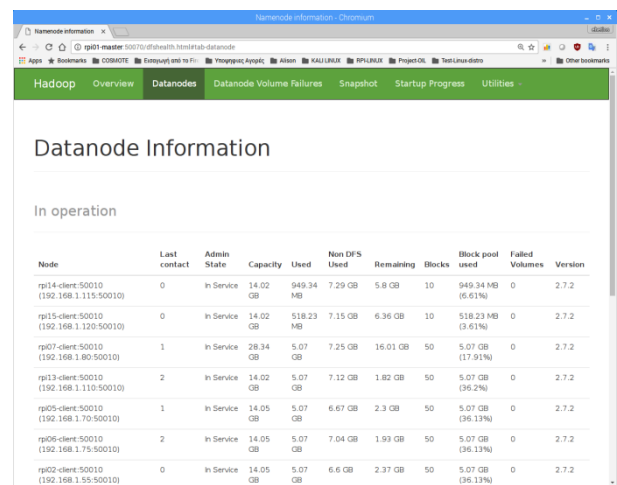 Namenode information - Chromium
Namenode information
rpi01-master:50070/dfshealth.html#tab-datanode
Apps Bookmarks COSMOTE Εισαγωγή από το Fir Υποψηφιες Αγορές Alison KALI LINUX RPI-LINUX Project-OIL Test-Linux-distro » Other bookmarks
Hadoop Overview Datanodes Datanode Volume Failures Snapshot Startup Progress Utilities
Datanode Information
In operation
Node Last contact Admin State Capacity Used Non DFS Used Remaining Blocks Block pool used Failed Volumes Version
rpi14-client:50010 0 In Service 14.02 949.34 7.29 GB 5.8 GB 10 949.34 MB 0 2.7.2
(192.168.1.115:50010) GB MB (6.61%)
rpi15-client:50010 0 In Service 14.02 518.23 7.15 GB 6.36 GB 10 518.23 MB 0 2.7.2
(192.168.1.120:50010) GB MB (3.61%)
rpi07-client:50010 1 In Service 28.34 5.07 7.25 GB 16.01 GB 50 5.07 GB 0 2.7.2
(192.168.1.80:50010) GB GB (17.91%)
rpi13-client:50010 2 In Service 14.02 5.07 7.12 GB 1.82 GB 50 5.07 GB 0 2.7.2
(192.168.1.110:50010) GB GB (36.2%)
rpi05-client:50010 1 In Service 14.05 5.07 6.67 GB 2.3 GB 50 5.07 GB 0 2.7.2
(192.168.1.70:50010) GB GB (36.13%)
rpi06-client:50010 2 In Service 14.05 5.07 7.04 GB 1.93 GB 50 5.07 GB 0 2.7.2
(192.168.1.75:50010) GB GB (36.13%)
rpi02-client:50010 0 In Service 14.05 5.07 6.6 GB 2.37 GB 50 5.07 GB 0 2.7.2
(192.168.1.55:50010) GB GB (36.13%)